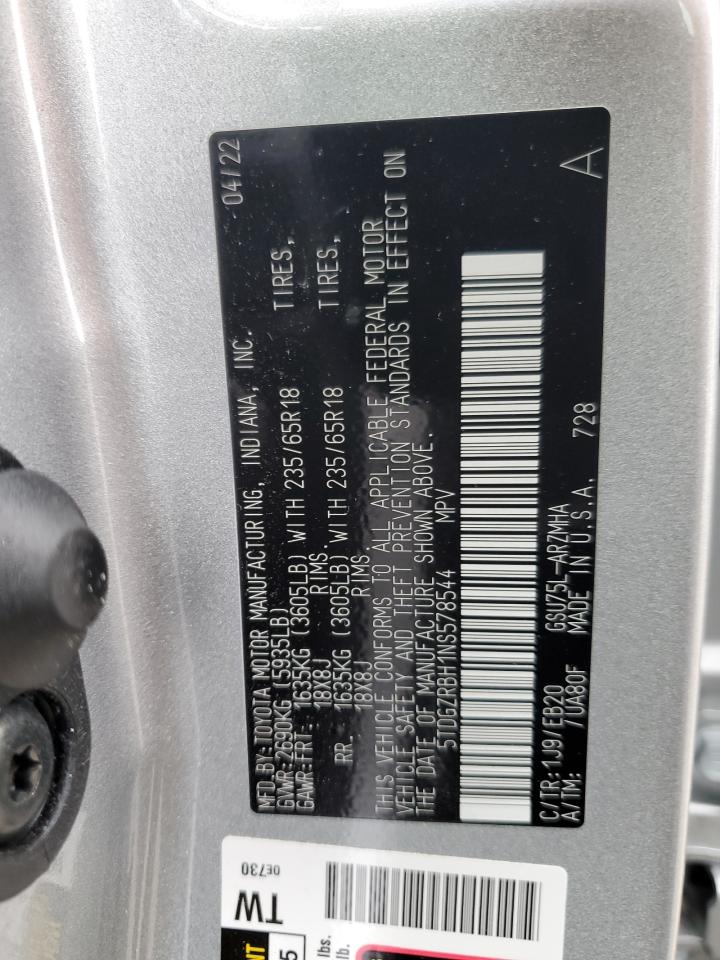 MFD. BY: TOYOTA MOTOR MANUFACTURING, INDIANA, INC. 04/22
GVWR: 2690KG (5935LB)
GAWR: FRT. 1635KG (3605LB) WITH 235/65R18 TIRES,
18X8J RIMS.
RR. 1635KG (3605LB) WITH 235/65R18 TIRES,
18X8J RIMS.
THIS VEHICLE CONFORMS TO ALL APPLICABLE FEDERAL MOTOR
VEHICLE SAFETY AND THEFT PREVENTION STANDARDS IN EFFECT ON
THE DATE OF MANUFACTURE SHOWN ABOVE.
5TDGZRBH1NS578544 MPV
C/TR: 1J9/EB20 GSU75L-ARZMHA
A/TM: /UA80F MADE IN U.S.A. 728 A
TW
0E730
NT
5
lbs.
lb.